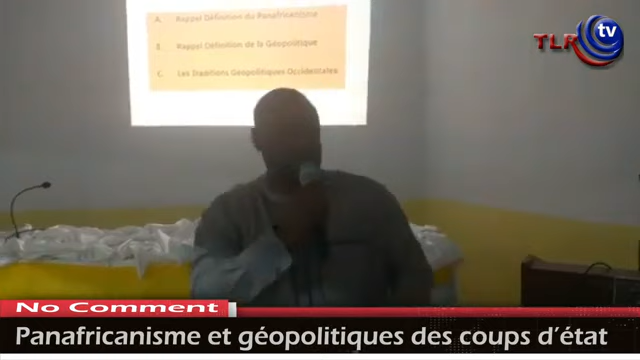 A. Rappel Définition du Panafricanisme
B. Rappel Définition de la Géopolitique
C. Les traditions Géopolitiques Occidentales
TLR tv
No Comment
Panafricanisme et géopolitiques des coups d'état